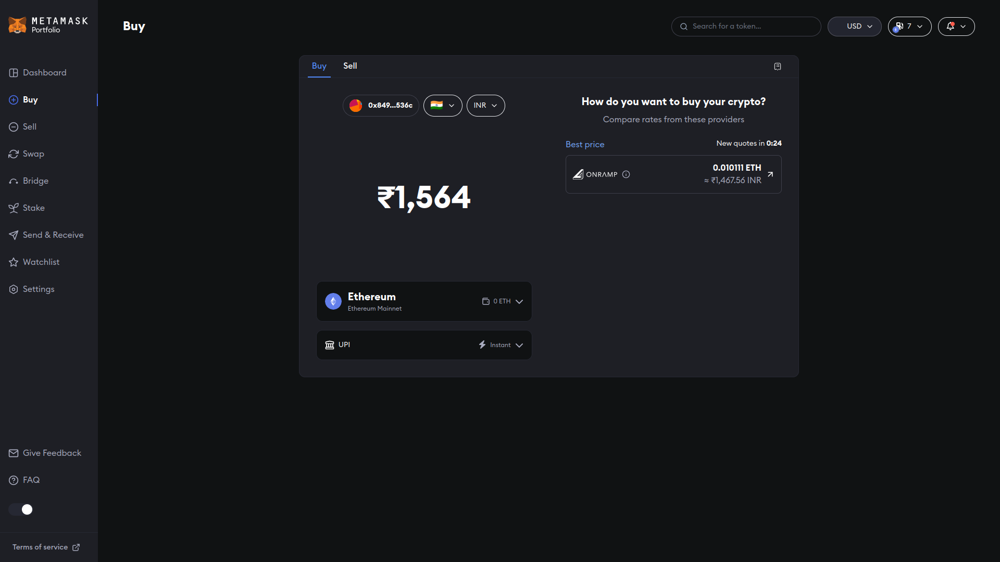 METAMASK
Portfolio
Dashboard
Buy
Sell
Swap
Bridge
Stake
Send & Receive
Watchlist
Settings
Give Feedback
FAQ
Terms of service
Buy
Search for a token...
USD
7
Buy
Sell
0x849...536c
INR
₹1,564
Ethereum
Ethereum Mainnet
0 ETH
UPI
Instant
How do you want to buy your crypto?
Compare rates from these providers
Best price
New quotes in 0:24
ONRAMP
0.010111 ETH
≈ ₹1,467.56 INR